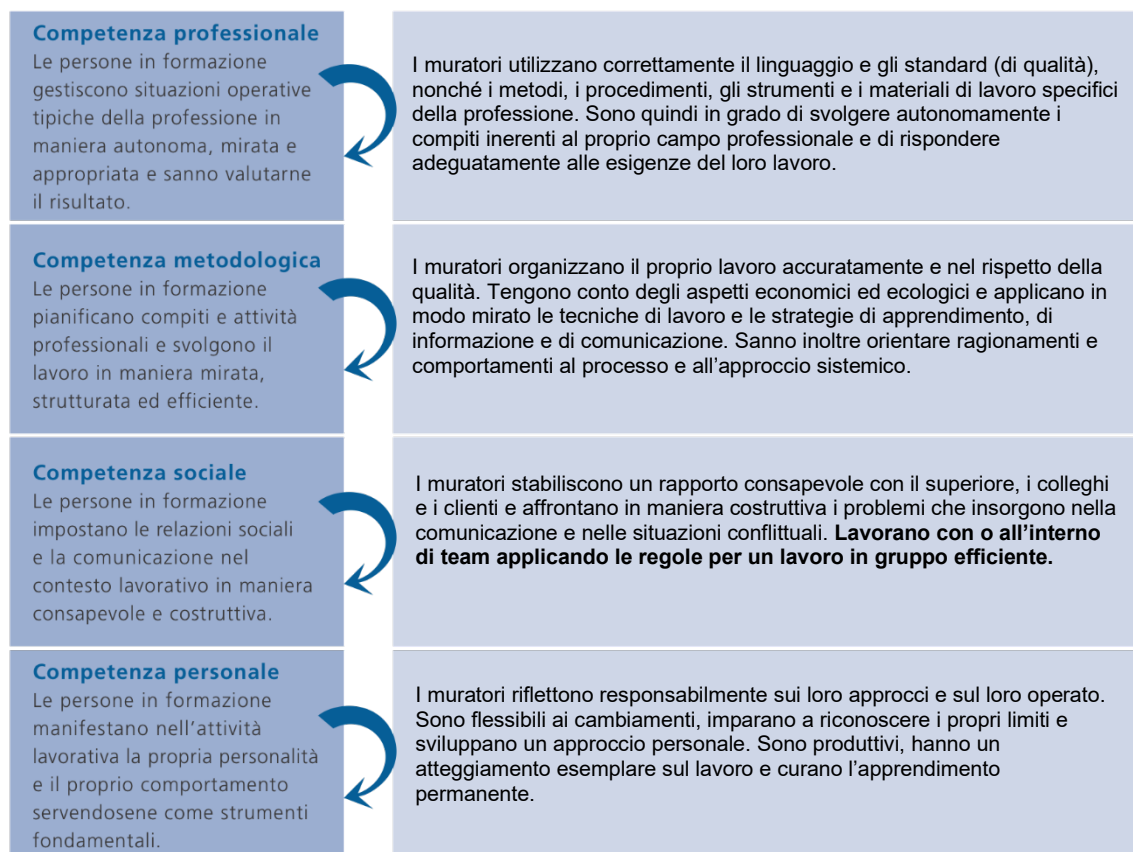 Competenza professionale
Le persone in formazione
gestiscono situazioni operative
tipiche della professione in
maniera autonoma, mirata e
appropriata e sanno valutarne
il risultato.
I muratori utilizzano correttamente il linguaggio e gli standard (di qualità),
nonché i metodi, i procedimenti, gli strumenti e i materiali di lavoro specifici
della professione. Sono quindi in grado di svolgere autonomamente i
compiti inerenti al proprio campo professionale e di rispondere
adeguatamente alle esigenze del loro lavoro.
Competenza metodologica
Le persone in formazione
pianificano compiti e attività
professionali e svolgono il
lavoro in maniera mirata,
strutturata ed efficiente.
I muratori organizzano il proprio lavoro accuratamente e nel rispetto della
qualità. Tengono conto degli aspetti economici ed ecologici e applicano in
modo mirato le tecniche di lavoro e le strategie di apprendimento, di
informazione e di comunicazione. Sanno inoltre orientare ragionamenti e
comportamenti al processo e all’approccio sistemico.
Competenza sociale
Le persone in formazione
impostano le relazioni sociali
e la comunicazione nel
contesto lavorativo in maniera
consapevole e costruttiva.
I muratori stabiliscono un rapporto consapevole con il superiore, i colleghi
e i clienti e affrontano in maniera costruttiva i problemi che insorgono nella
comunicazione e nelle situazioni conflittuali. Lavorano con o all’interno
di team applicando le regole per un lavoro in gruppo efficiente.
Competenza personale
Le persone in formazione
manifestano nell’attività
lavorativa la propria personalità
e il proprio comportamento
servendosene come strumenti
fondamentali.
I muratori riflettono responsabilmente sui loro approcci e sul loro operato.
Sono flessibili ai cambiamenti, imparano a riconoscere i propri limiti e
sviluppano un approccio personale. Sono produttivi, hanno un
atteggiamento esemplare sul lavoro e curano l’apprendimento
permanente.